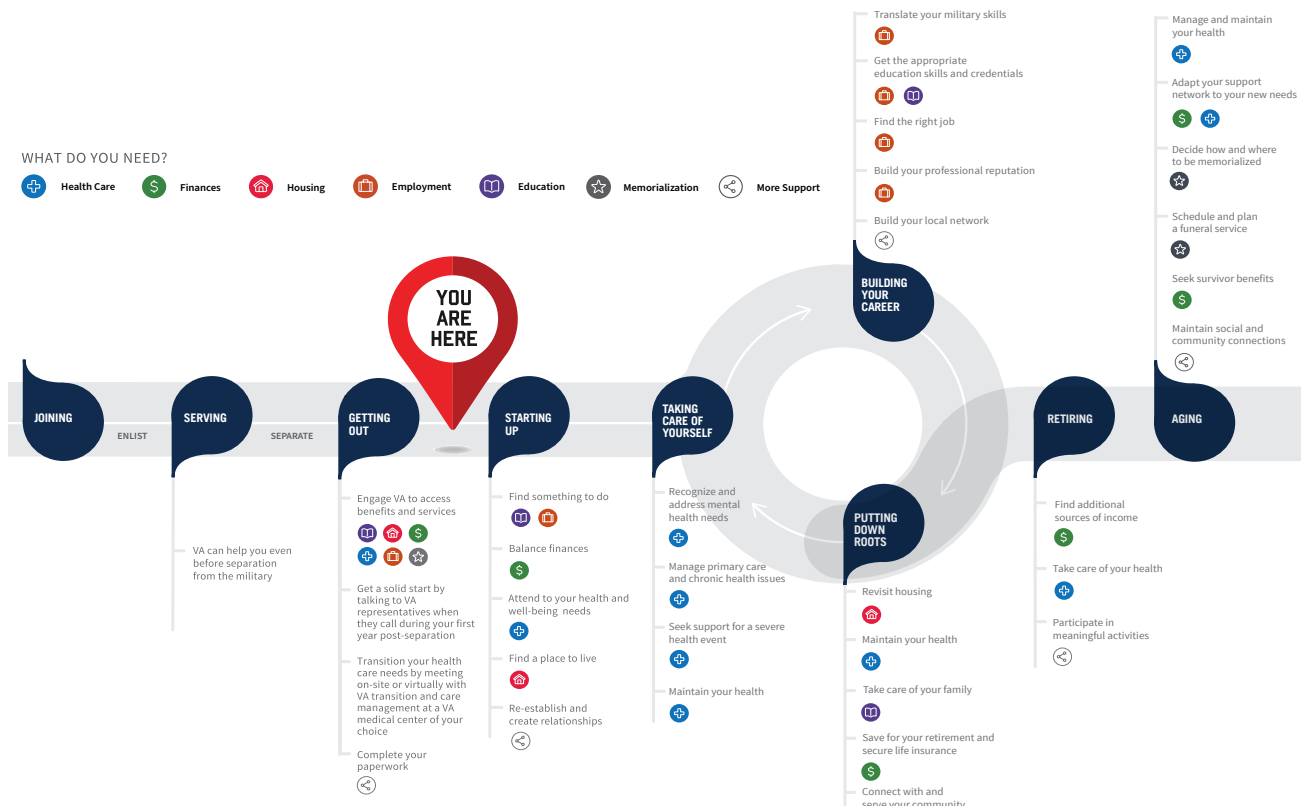 WHAT DO YOU NEED?
Health Care
Finances
Housing
Employment
Education
Memorialization
More Support
YOU
ARE
HERE
JOINING
ENLIST
SERVING
VA can help you even
before separation
from the military
SEPARATE
GETTING
OUT
Engage VA to access
benefits and services
Get a solid start by
talking to VA
representatives when
they call during your first
year post-separation
Transition your health
care needs by meeting
on-site or virtually with
VA transition and care
management at a VA
medical center of your
choice
Complete your
paperwork
STARTING
UP
Find something to do
Balance finances
Attend to your health and
well-being needs
Find a place to live
Re-establish and
create relationships
TAKING
CARE OF
YOURSELF
Recognize and
address mental
health needs
Manage primary care
and chronic health issues
Seek support for a severe
health event
Maintain your health
Translate your military skills
Get the appropriate
education skills and credentials
Find the right job
Build your professional reputation
Build your local network
BUILDING
YOUR
CAREER
PUTTING
DOWN
ROOTS
Revisit housing
Maintain your health
Take care of your family
Save for your retirement and
secure life insurance
Connect with and
serve your community
RETIRING
Find additional
sources of income
Take care of your health
Participate in
meaningful activities
Manage and maintain
your health
Adapt your support
network to your new needs
Decide how and where
to be memorialized
Schedule and plan
a funeral service
Seek survivor benefits
Maintain social and
community connections
AGING